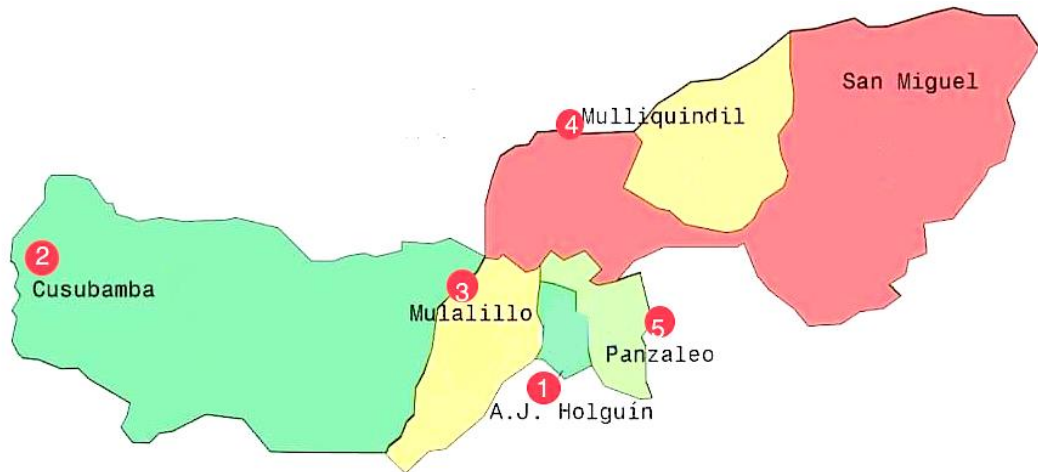 San Miguel
4
Mulliquindil
2
Cusubamba
3
Mulalillo
5
Panzaleo
1
A.J. Holguín